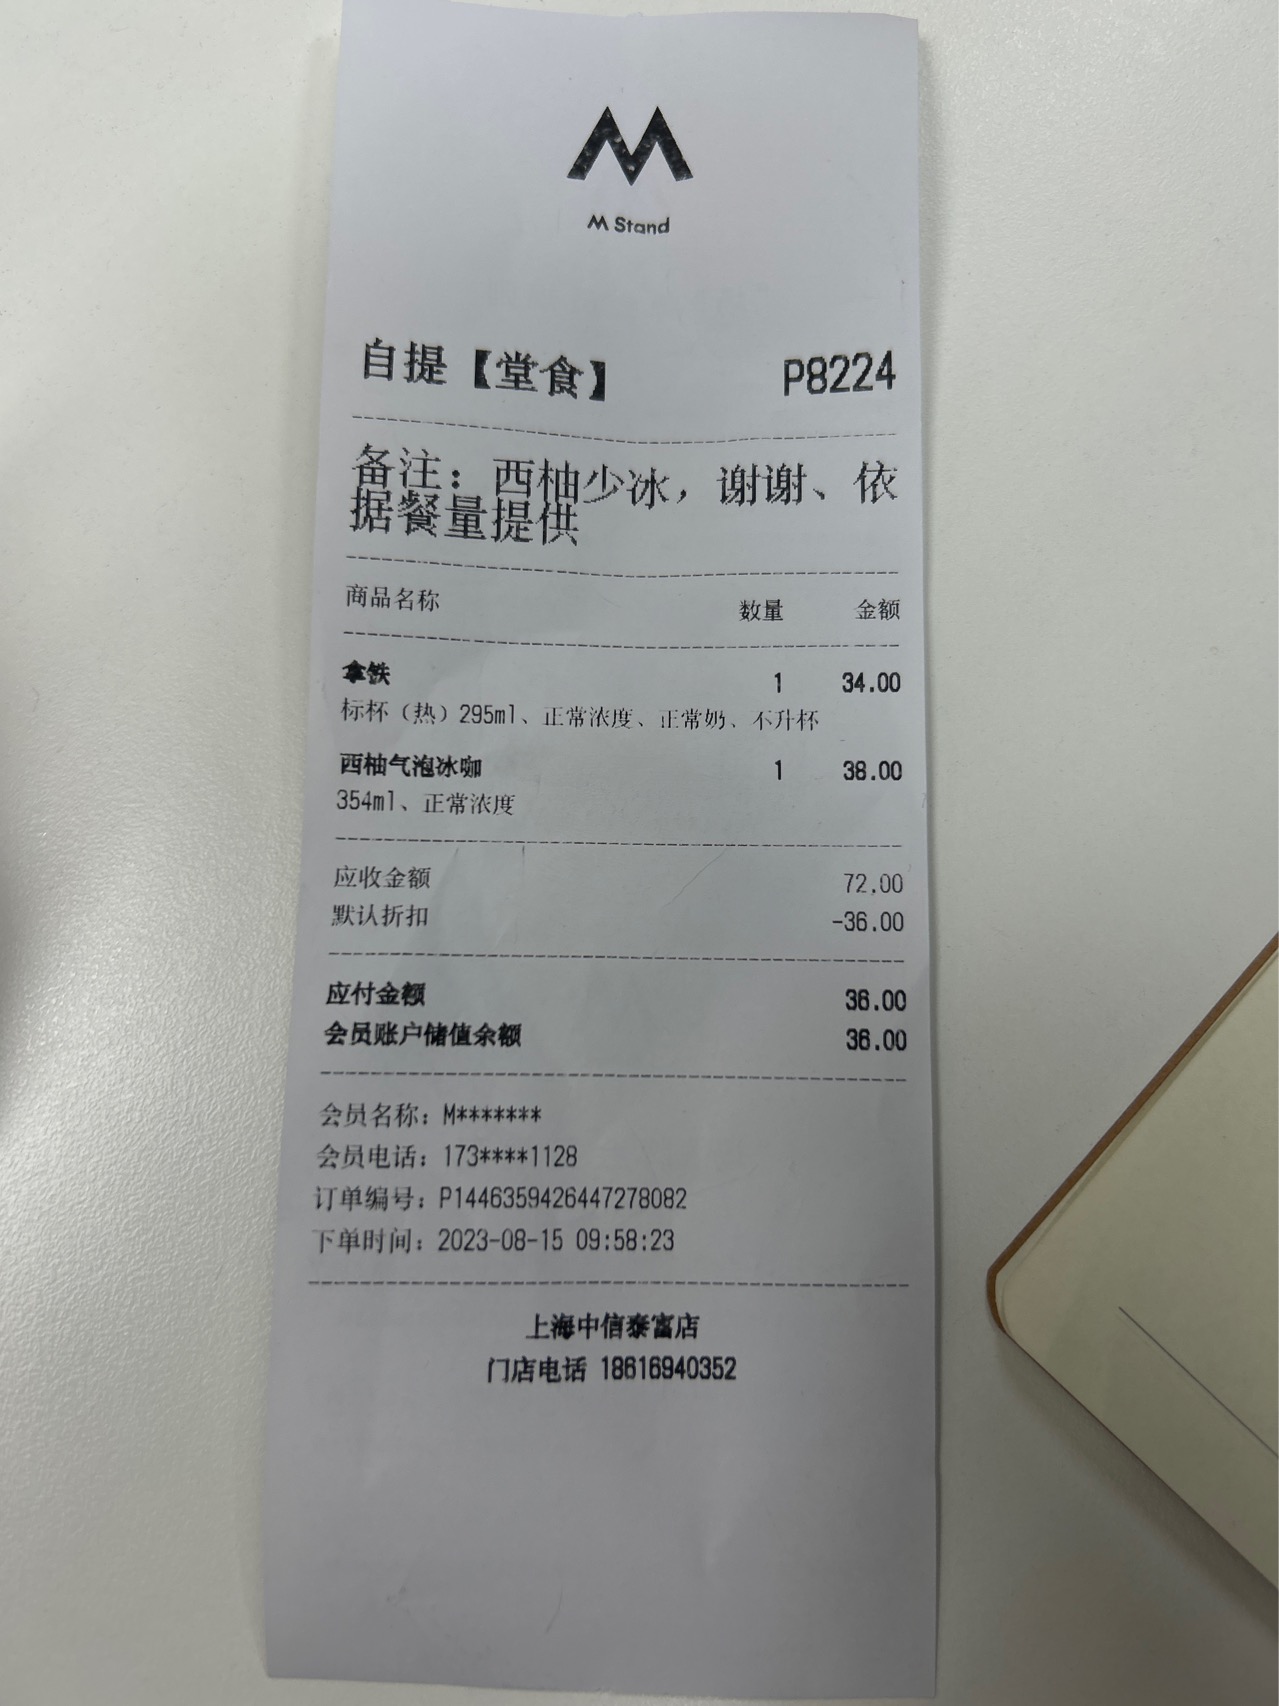 M
M Stand
自提【堂食】 P8224
备注：西柚少冰，谢谢、依
据餐量提供
商品名称 数量 金额
拿铁 1 34.00
标杯（热）295ml、正常浓度、正常奶、不升杯
西柚气泡冰咖 1 38.00
354ml、正常浓度
应收金额 72.00
默认折扣 -36.00
应付金额 36.00
会员账户储值余额 36.00
会员名称：M*******
会员电话：173****1128
订单编号：P1446359426447278082
下单时间：2023-08-15 09:58:23
上海中信泰富店
门店电话 18616940352